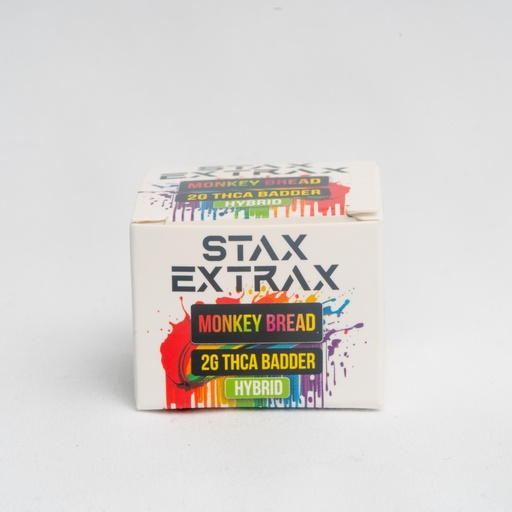 STAX
EXTRAX
MONKEY BREAD
2G THCA BADDER
HYBRID
STAX
EXTRAX
MONKEY BREAD
2G THCA BADDER
HYBRID